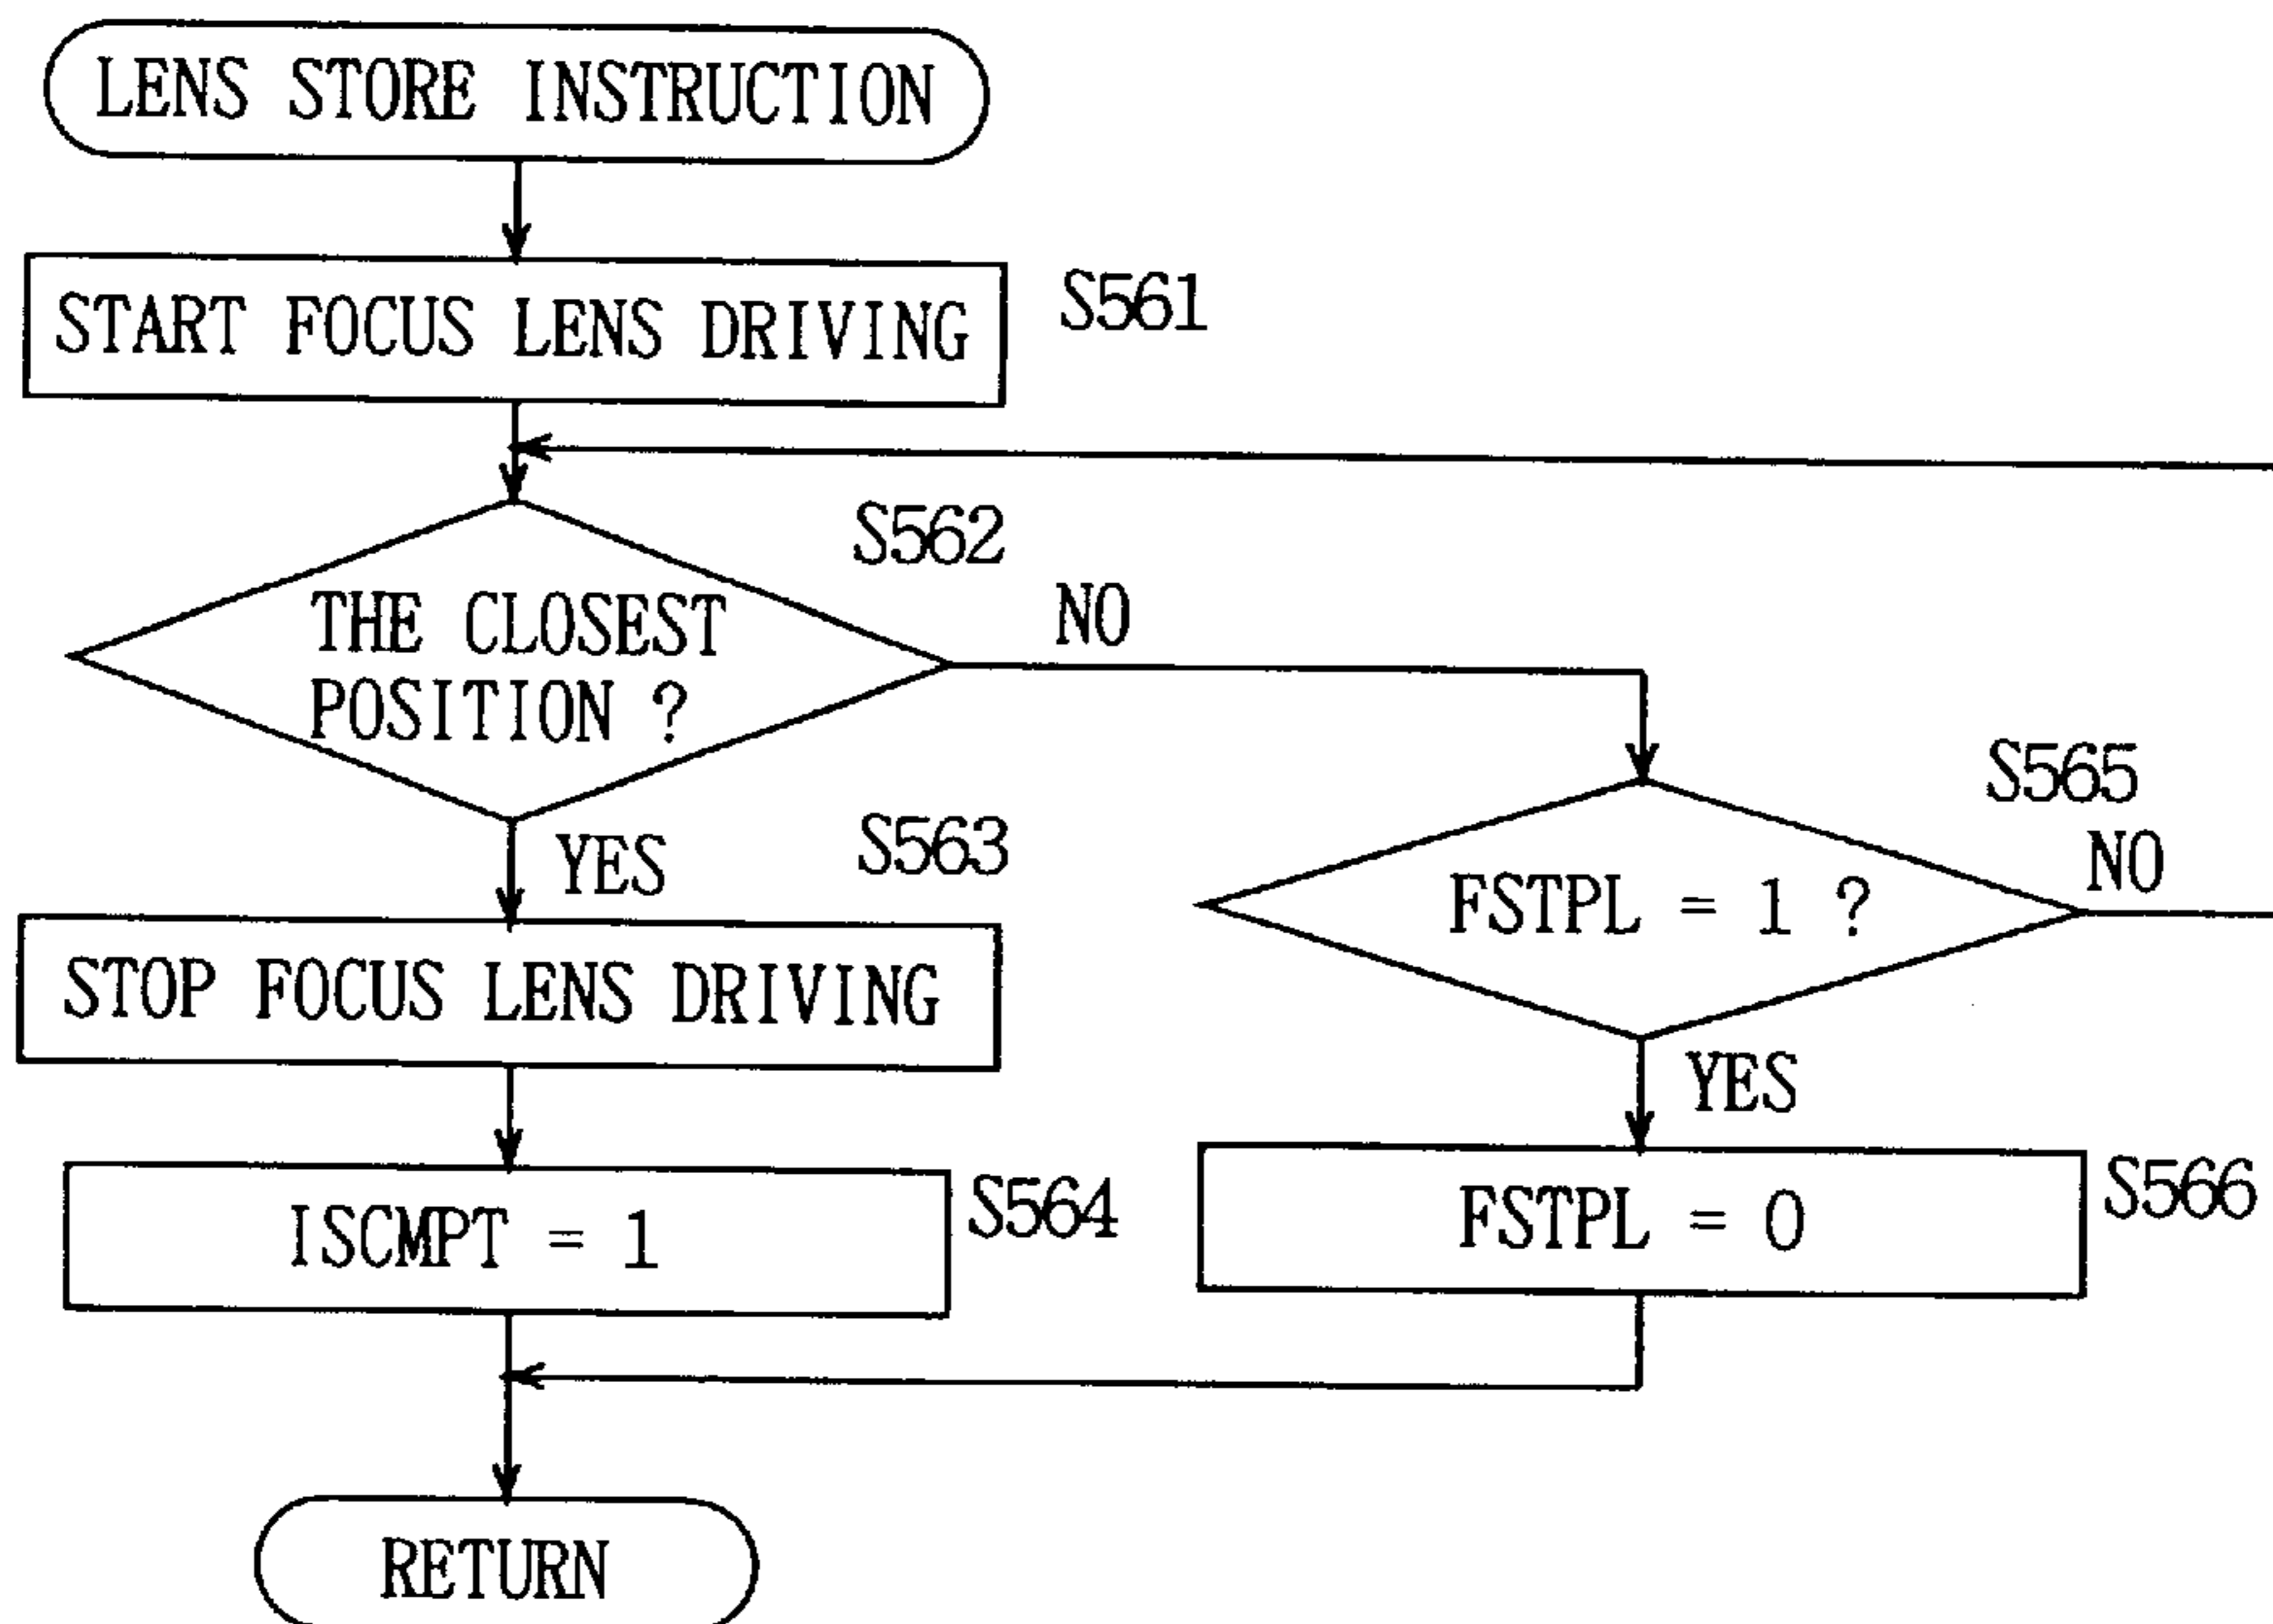 LENS STORE INSTRUCTION
START FOCUS LENS DRIVING
S561
S562
THE CLOSEST
POSITION ?
NO
YES
S563
STOP FOCUS LENS DRIVING
ISCMPT = 1
S564
S565
FSTPL = 1 ?
NO
YES
FSTPL = 0
S566
RETURN